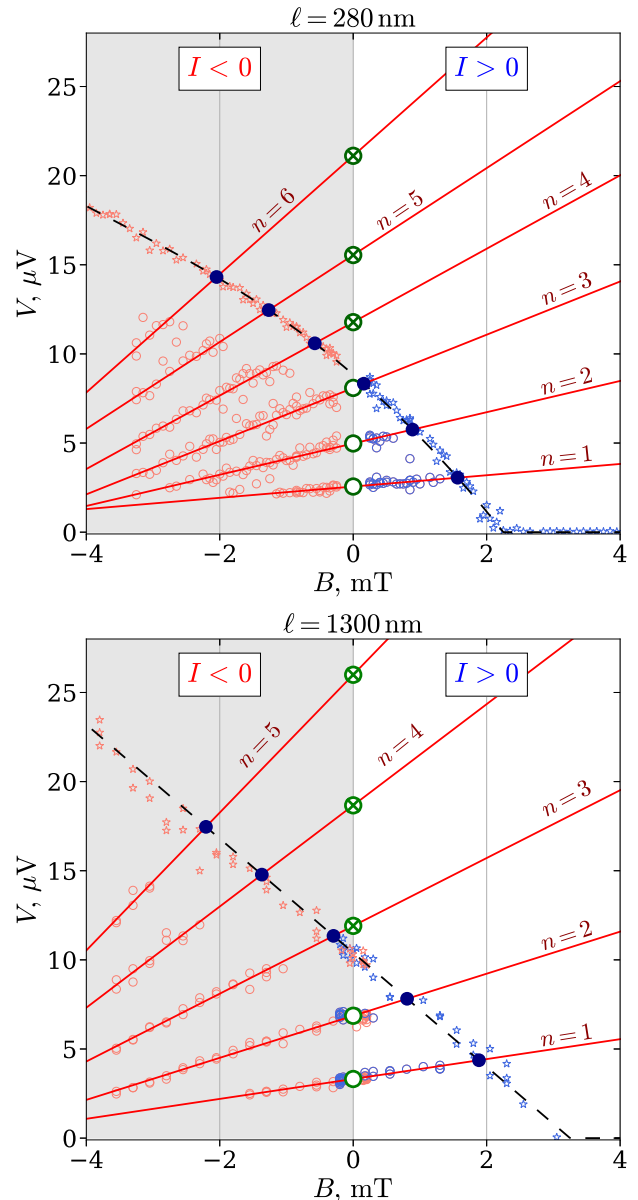 ℓ = 280 nm
I < 0
I > 0
25
20
15
10
5
0
V, μV
n = 6
n = 5
n = 4
n = 3
n = 2
n = 1
−4
−2
0
2
4
B, mT
ℓ = 1300 nm
I < 0
I > 0
25
20
15
10
5
0
V, μV
n = 5
n = 4
n = 3
n = 2
n = 1
−4
−2
0
2
4
B, mT